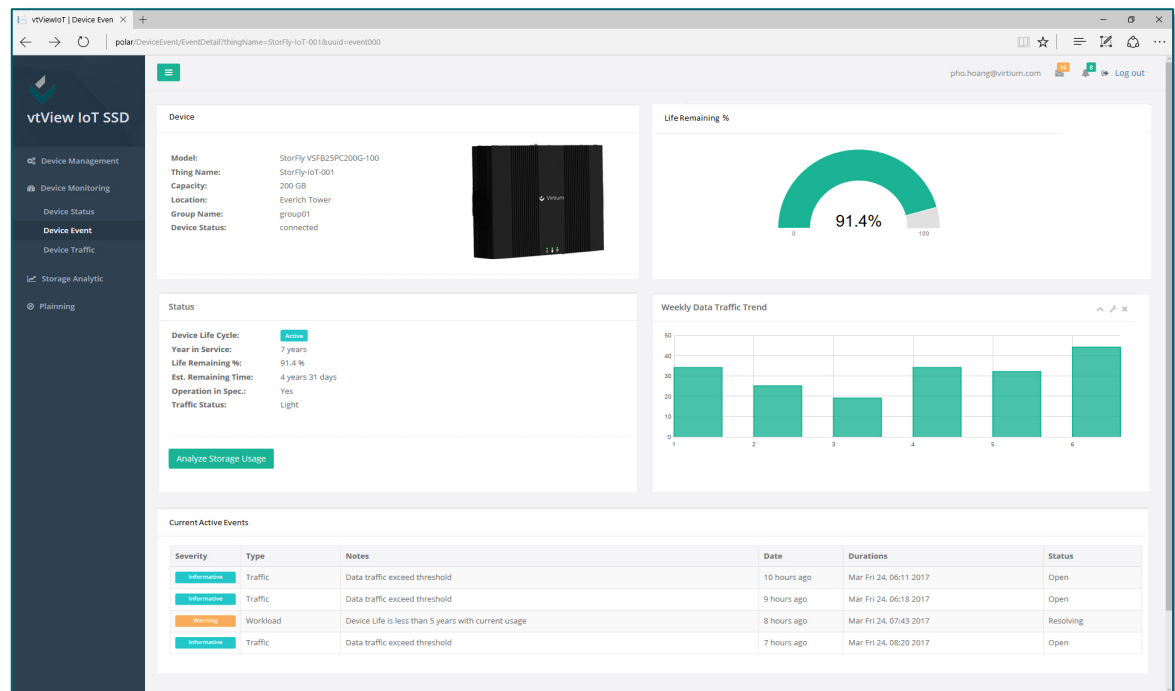 vtViewIoT | Device Even
polar/DeviceEvent/EventDetail?thingName=StorFly-IoT-001&uuid=event000
vtView IoT SSD
Device Management
Device Monitoring
Device Status
Device Event
Device Traffic
Storage Analytic
Plainning
pho.hoang@virtium.com 16 8 Log out
Device
Model: StorFly VSFB25PC200G-100
Thing Name: StorFly-IoT-001
Capacity: 200 GB
Location: Everich Tower
Group Name: group01
Device Status: connected
Virtium
Life Remaining %
91.4%
0 100
Status
Device Life Cycle: Active
Year in Service: 7 years
Life Remaining %: 91.4 %
Est. Remaining Time: 4 years 31 days
Operation in Spec.: Yes
Traffic Status: Light
Analyze Storage Usage
Weekly Data Traffic Trend
50
40
30
20
10
0
1 2 3 4 5 6
Current Active Events
Severity Type Notes Date Durations Status
Informative Traffic Data traffic exceed threshold 10 hours ago Mar Fri 24, 06:11 2017 Open
Informative Traffic Data traffic exceed threshold 9 hours ago Mar Fri 24, 06:18 2017 Open
Warning Workload Device Life is less than 5 years with current usage 8 hours ago Mar Fri 24, 07:43 2017 Resolving
Informative Traffic Data traffic exceed threshold 7 hours ago Mar Fri 24, 08:20 2017 Open